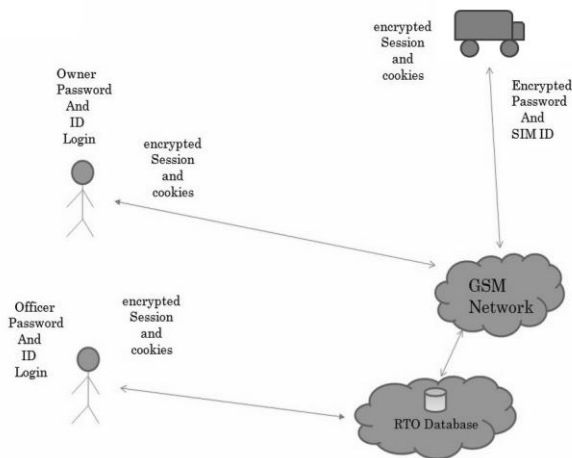 encrypted
Session
and
cookies
Encrypted
Password
And
SIM ID
Owner
Password
And
ID
Login
encrypted
Session
and
cookies
GSM
Network
Officer
Password
And
ID
Login
encrypted
Session
and
cookies
RTO Database